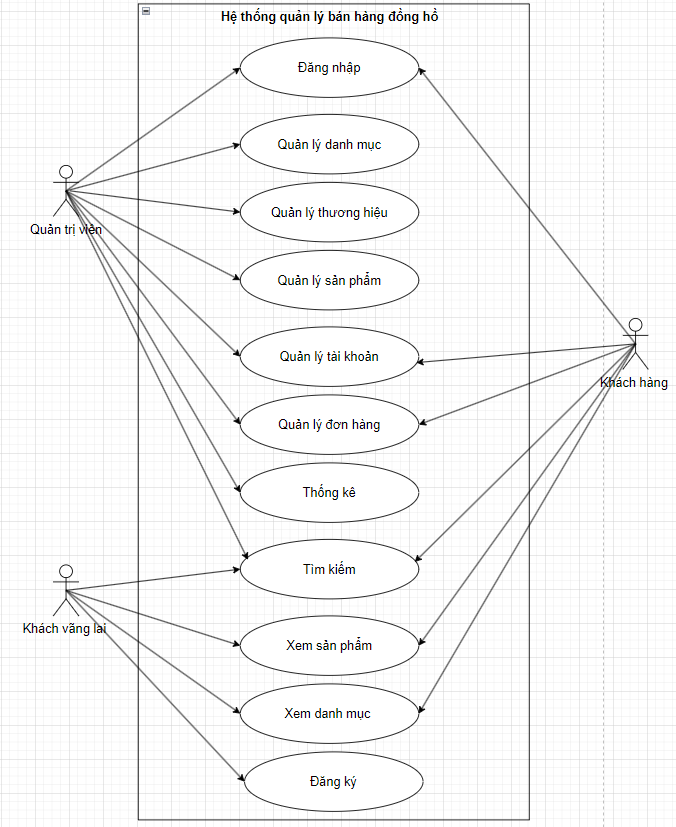 Hệ thống quản lý bán hàng đồng hồ
Đăng nhập
Quản lý danh mục
Quản lý thương hiệu
Quản trị viên
Quản lý sản phẩm
Quản lý tài khoản
Khách hàng
Quản lý đơn hàng
Thống kê
Tìm kiếm
Khách vãng lai
Xem sản phẩm
Xem danh mục
Đăng ký